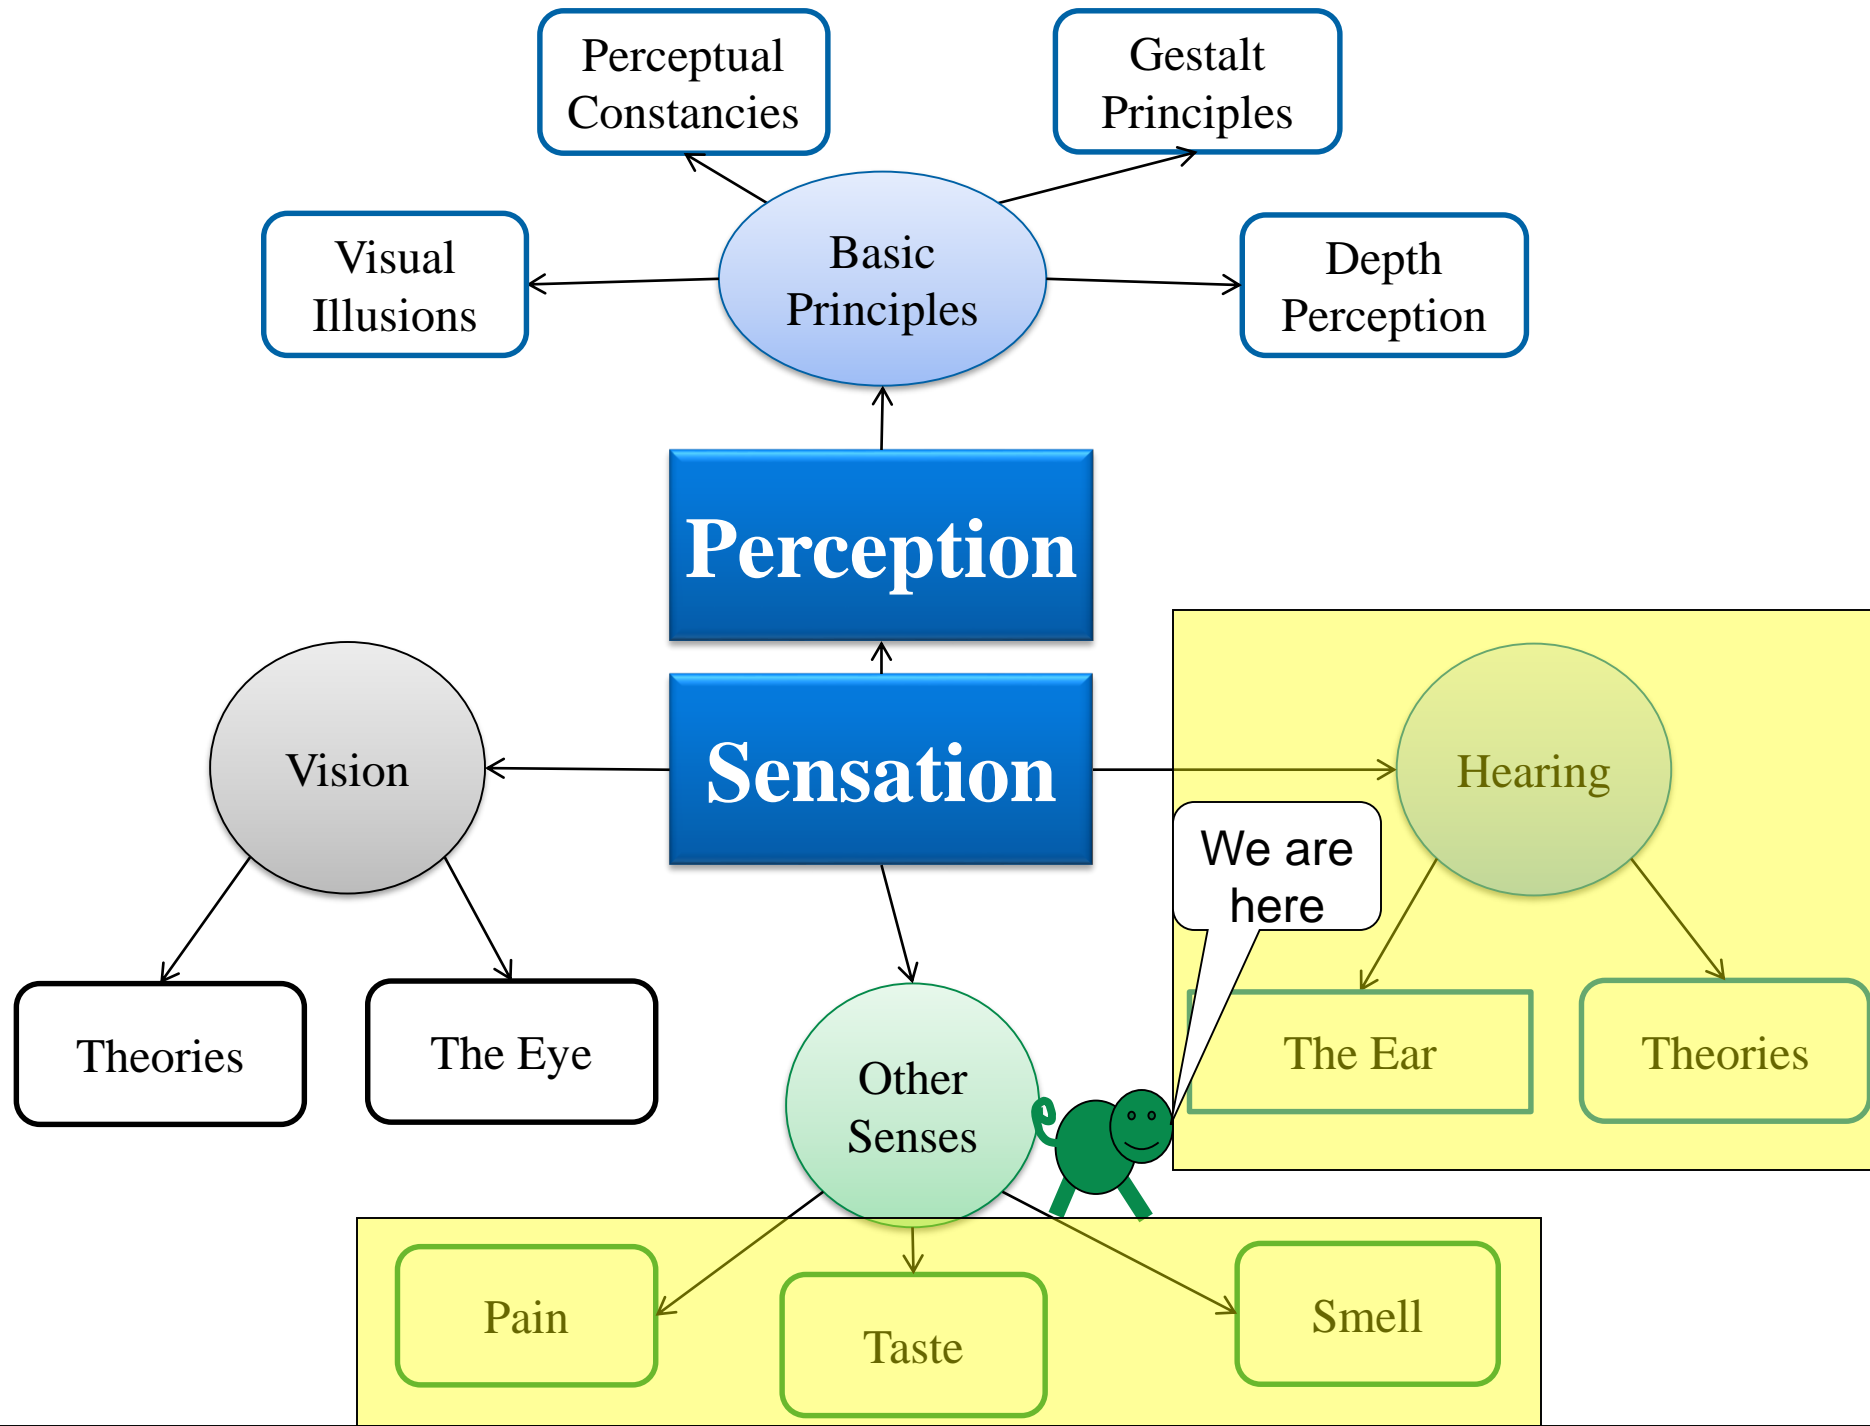 Perceptual
Constancies
Gestalt
Principles
Visual
Illusions
Basic
Principles
Depth
Perception
Perception
Vision
Sensation
Hearing
We are
here
Theories
The Eye
Other
Senses
The Ear
Theories
Pain
Taste
Smell